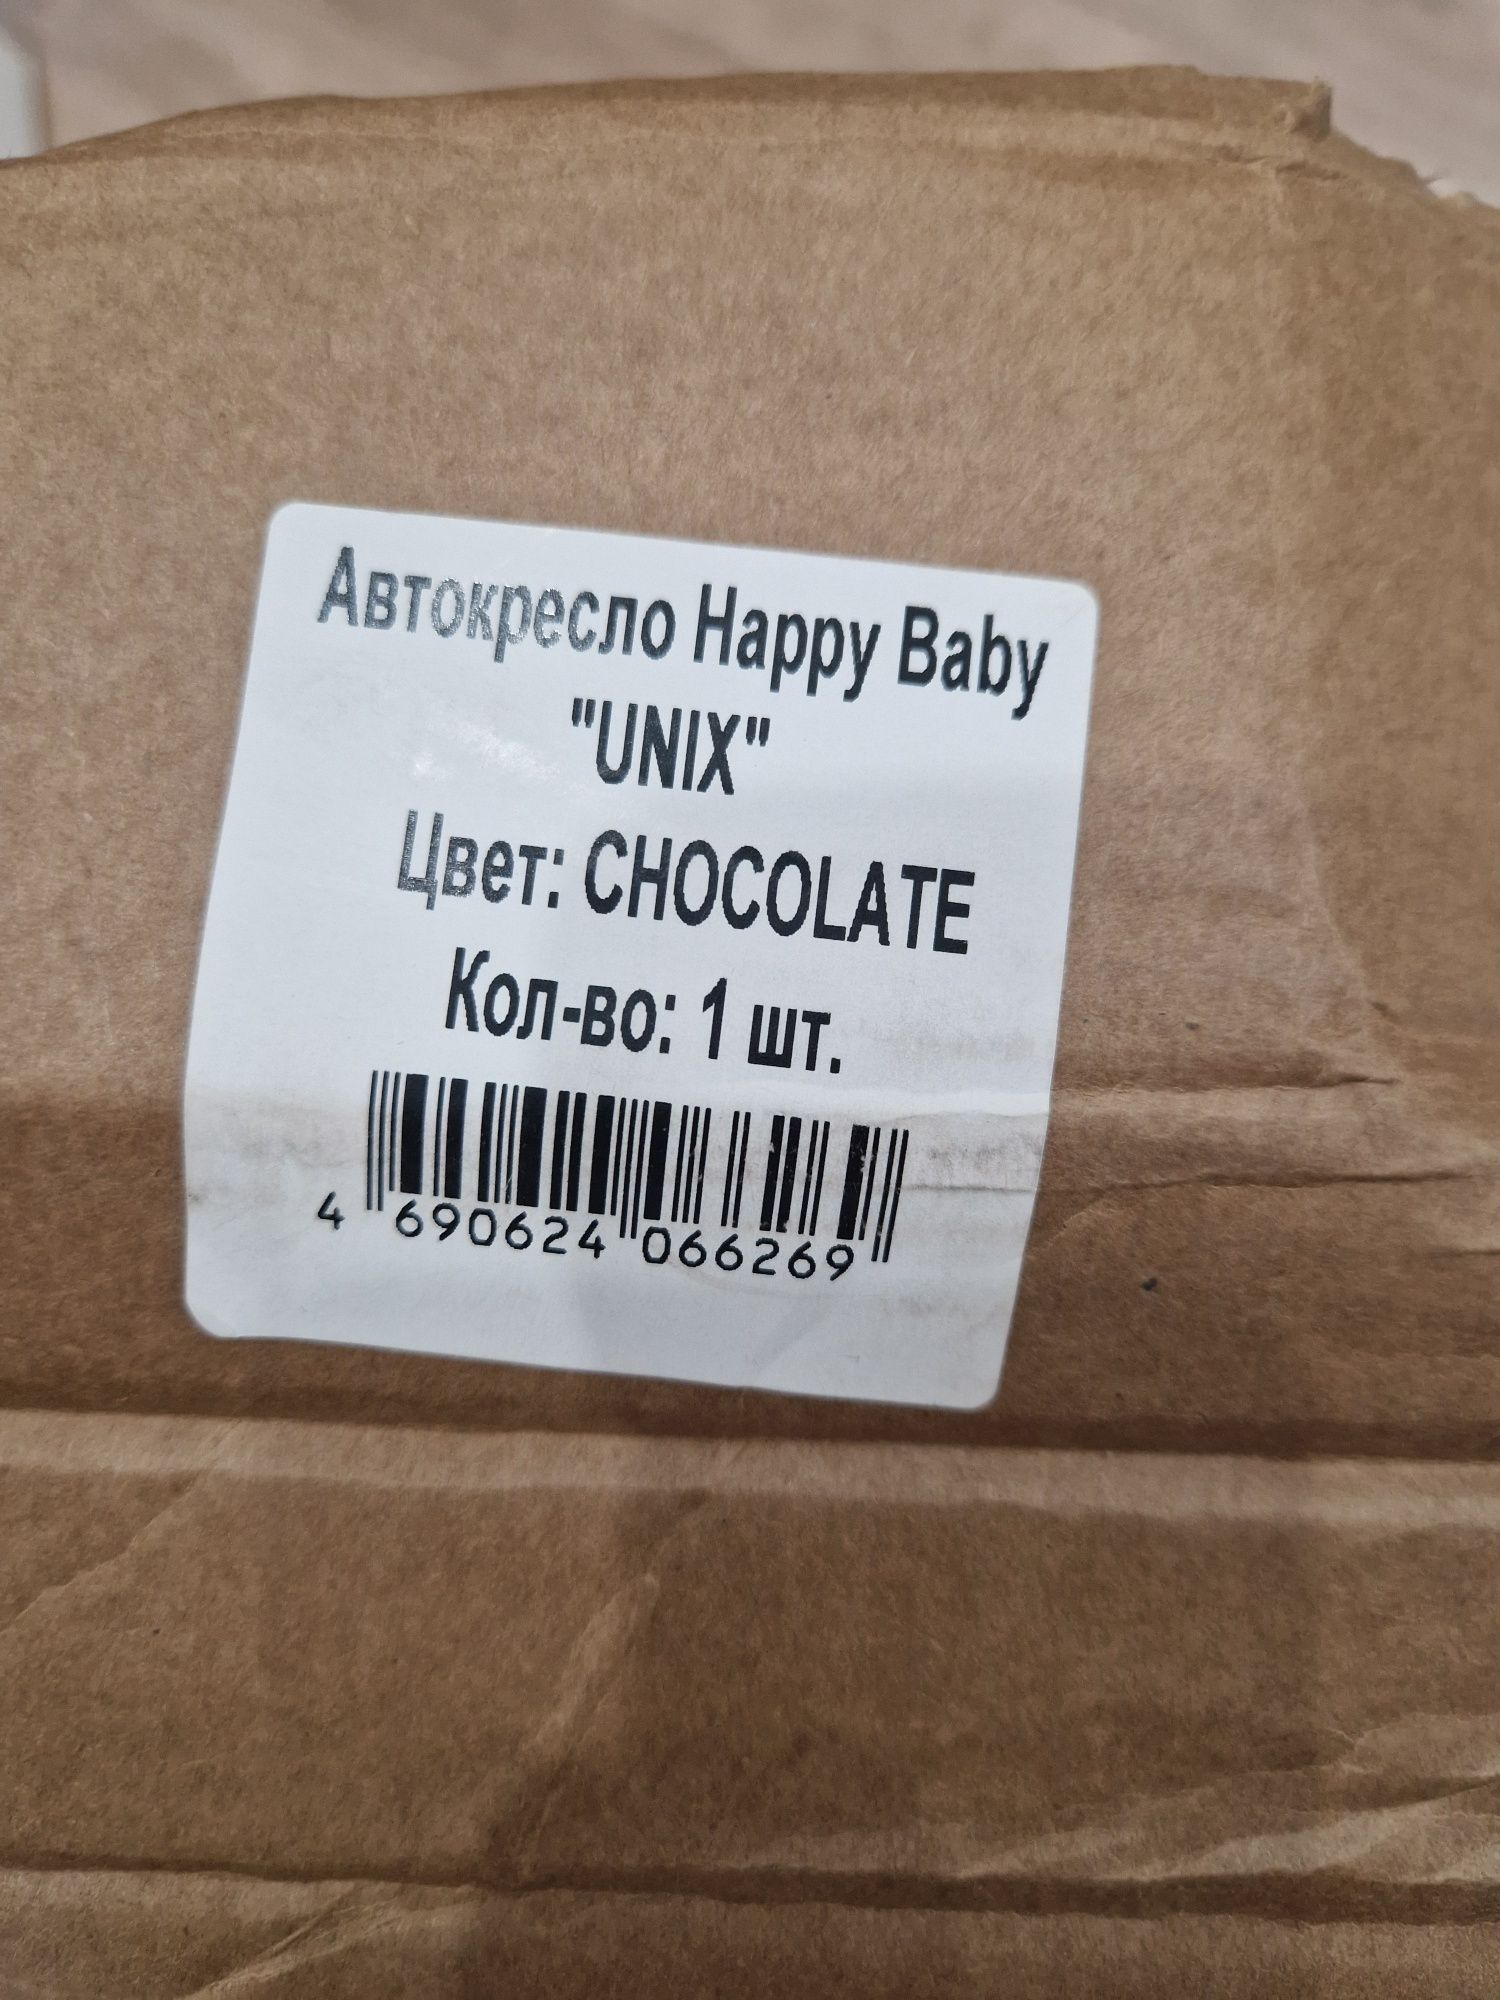 Автокресло Happy Baby
"UNIX"
Цвет: CHOCOLATE
Кол-во: 1 шт.
4 690624 066269